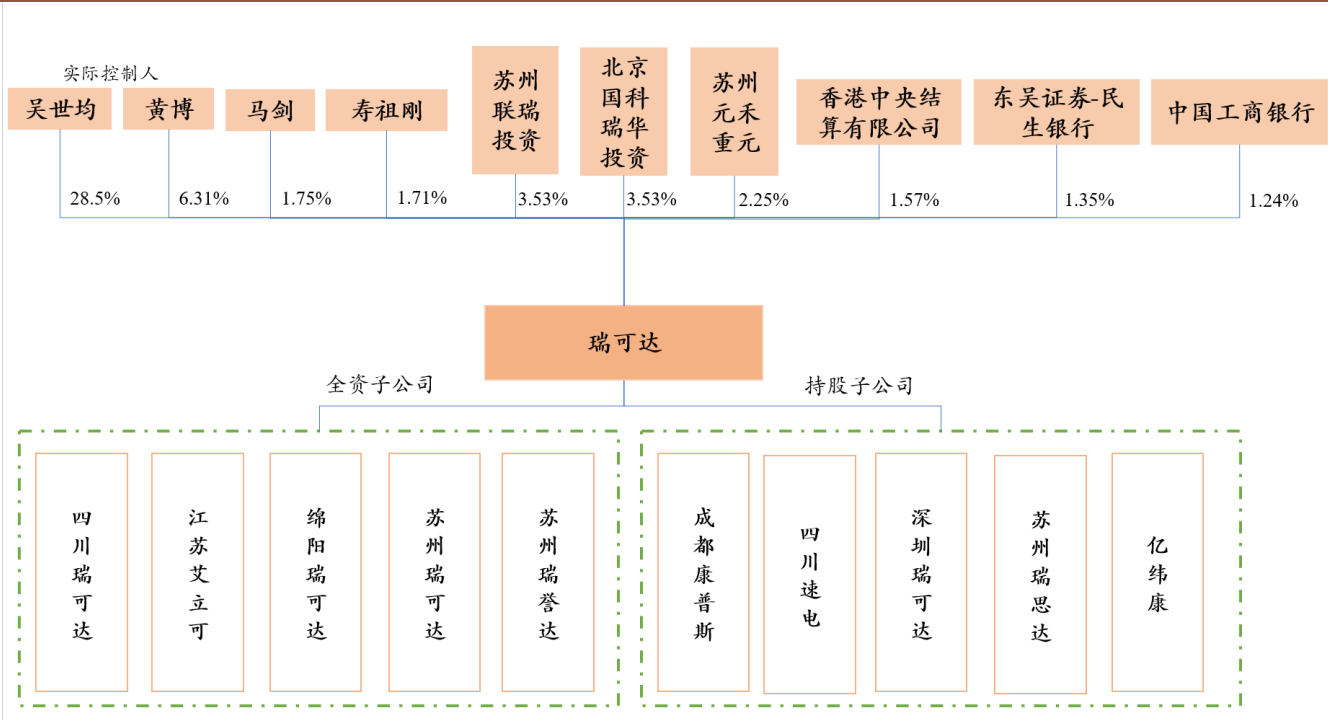 实际控制人
吴世均
黄博
马剑
寿祖刚
苏州
联瑞
投资
北京
国科
瑞华
投资
苏州
元禾
重元
香港中央结
算有限公司
东吴证券-民
生银行
中国工商银行
28.5%
6.31%
1.75%
1.71%
3.53%
3.53%
2.25%
1.57%
1.35%
1.24%
瑞可达
全资子公司
持股子公司
四川瑞可达
江苏艾立可
绵阳瑞可达
苏州瑞可达
苏州瑞誉达
成都康普斯
四川速电
深圳瑞可达
苏州瑞思达
亿纬康